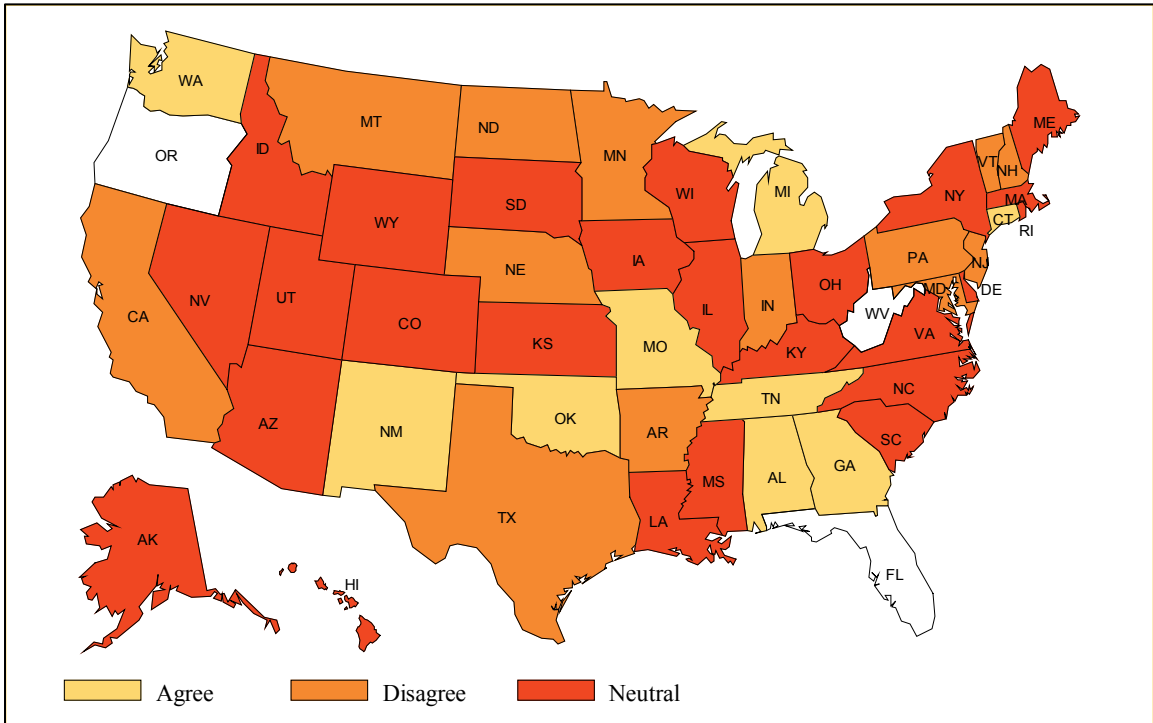 WA
MT
ND
MN
ME
OR
ID
WI
MI
VT
NH
NY
MA
SD
WY
CT
RI
IA
NE
PA
NJ
NV
UT
CA
CO
IL
IN
OH
MD
DE
WV
VA
KS
MO
KY
NC
TN
AZ
NM
OK
AR
SC
GA
MS
AL
TX
LA
AK
FL
HI
Agree Disagree Neutral